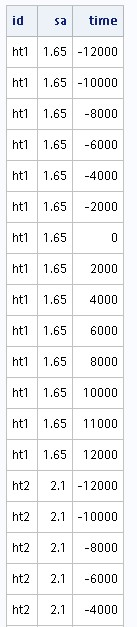 id sa time
ht1 1.65 -12000
ht1 1.65 -10000
ht1 1.65 -8000
ht1 1.65 -6000
ht1 1.65 -4000
ht1 1.65 -2000
ht1 1.65 0
ht1 1.65 2000
ht1 1.65 4000
ht1 1.65 6000
ht1 1.65 8000
ht1 1.65 10000
ht1 1.65 11000
ht1 1.65 12000
ht2 2.1 -12000
ht2 2.1 -10000
ht2 2.1 -8000
ht2 2.1 -6000
ht2 2.1 -4000